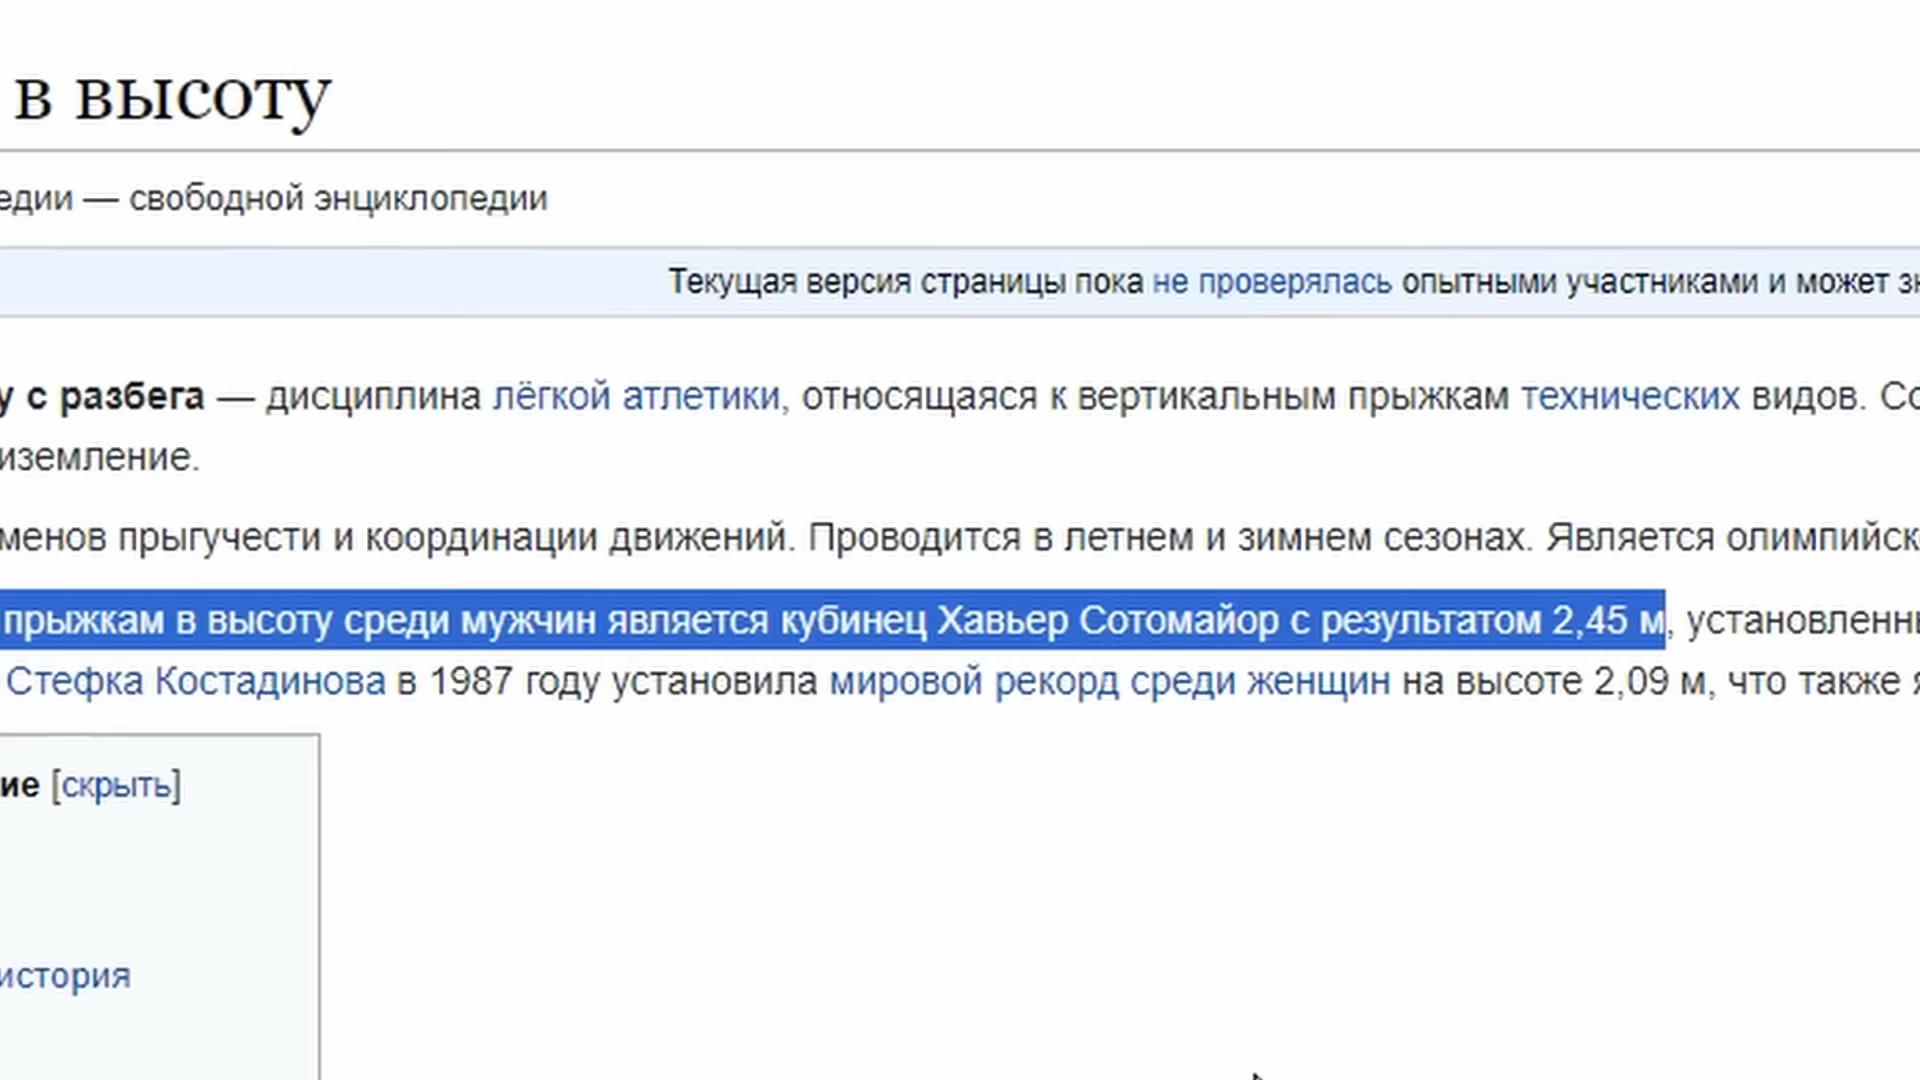 в высоту
едии — свободной энциклопедии
Текущая версия страницы пока не проверялась опытными участниками и может
у с разбега — дисциплина лёгкой атлетики, относящаяся к вертикальным прыжкам технических видов. Со
иземление.
менов прыгучести и координации движений. Проводится в летнем и зимнем сезонах. Является олимпийск
прыжкам в высоту среди мужчин является кубинец Хавьер Сотомайор с результатом 2,45 м, установленн
Стефка Костадинова в 1987 году установила мировой рекорд среди женщин на высоте 2,09 м, что также
ие [скрыть]
история